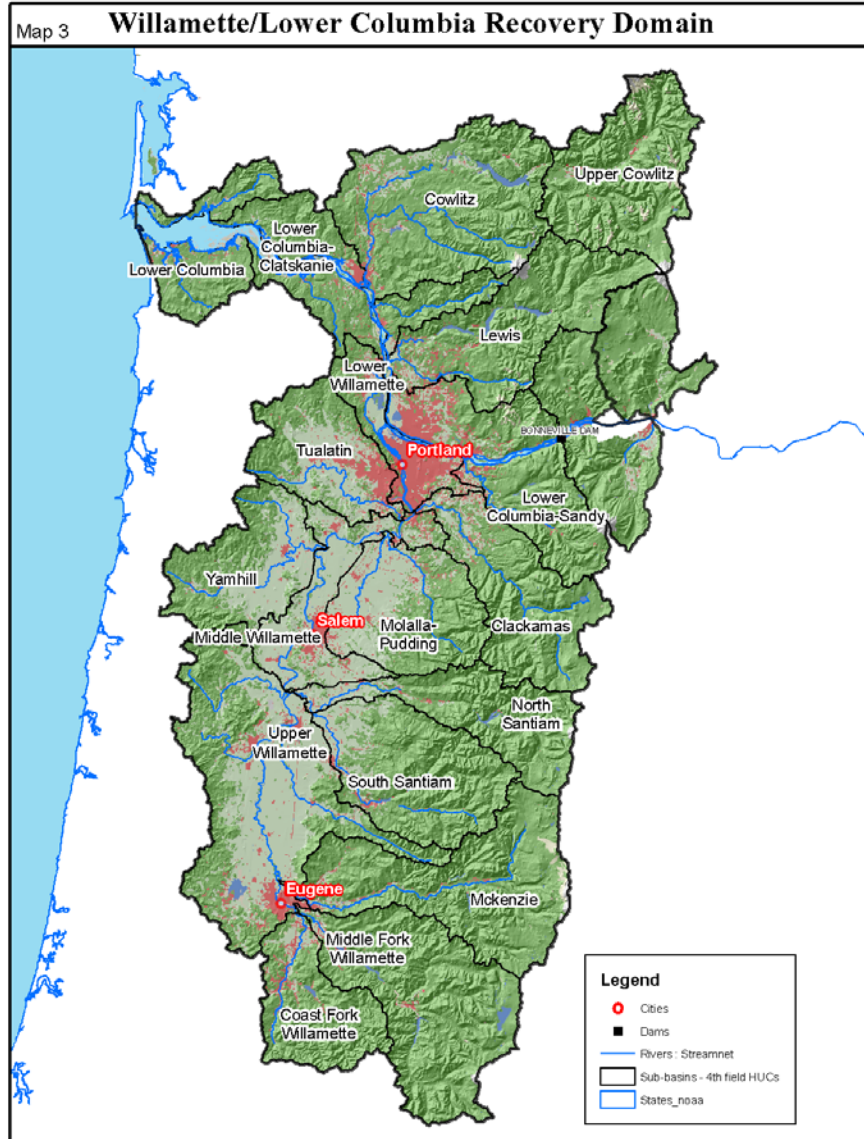 Map 3
Willamette/Lower Columbia Recovery Domain
Upper Cowlitz
Cowlitz
Lower
Columbia-
Clatskanie
Lower Columbia
Lewis
Lower
Willamette
BONNEVILLE DAM
Portland
Tualatin
Lower
Columbia-Sandy
Yamhill
Salem
Middle Willamette
Molalla-
Pudding
Clackamas
North
Santiam
Upper
Willamette
South Santiam
Eugene
Mckenzie
Middle Fork
Willamette
Coast Fork
Willamette
Legend
Cities
Dams
Rivers : Streamnet
Sub-basins - 4th field HUCs
States_noaa